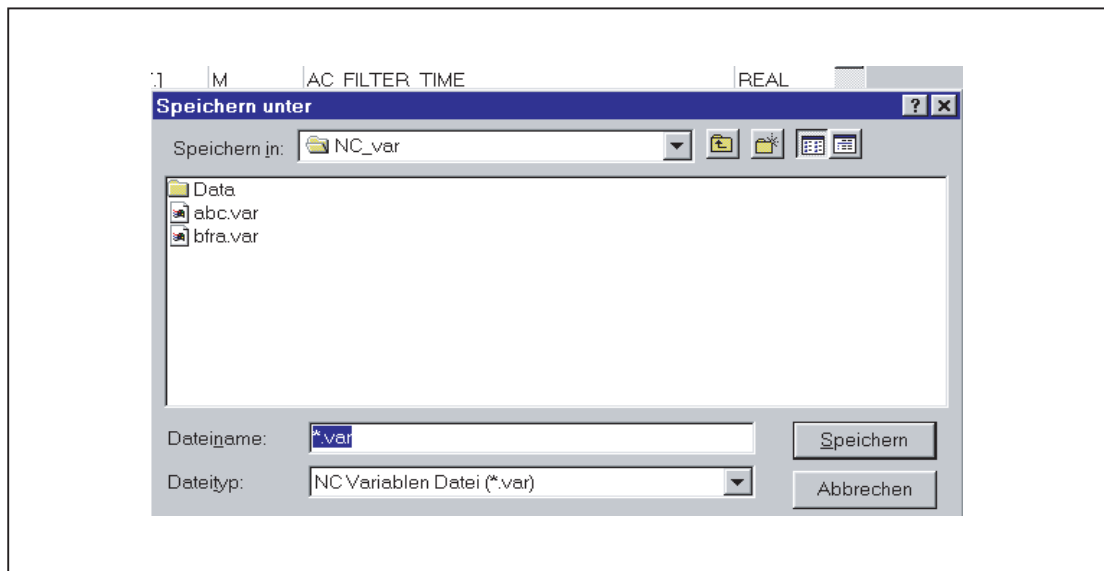 M AC FILTER TIME REAL
Speichern unter
Speichern in: NC_var
Data
abc.var
bfra.var
Dateiname: *.var Speichern
Dateityp: NC Variablen Datei (*.var) Abbrechen